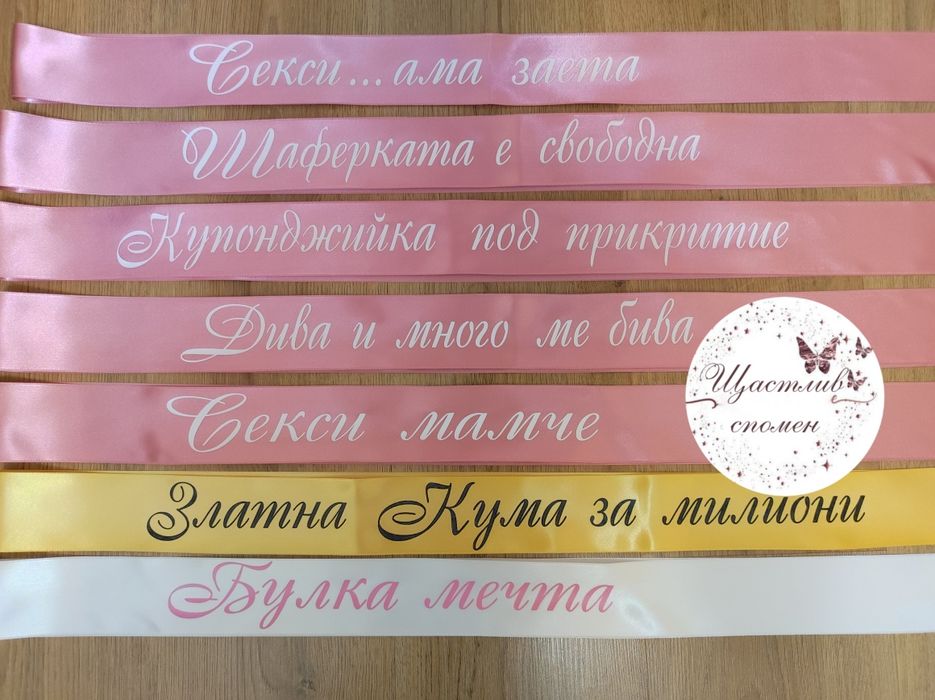 Секси... ама заета
Шаферката е свободна
Купонджийка под прикритие
Дива и много ме бива
Щастлив
спомен
Секси мамче
Златна Кума за милиони
Булка мечта